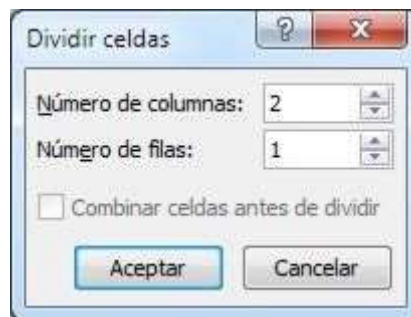 Dividir celdas
Número de columnas: 2
Número de filas: 1
Combinar celdas antes de dividir
Aceptar Cancelar